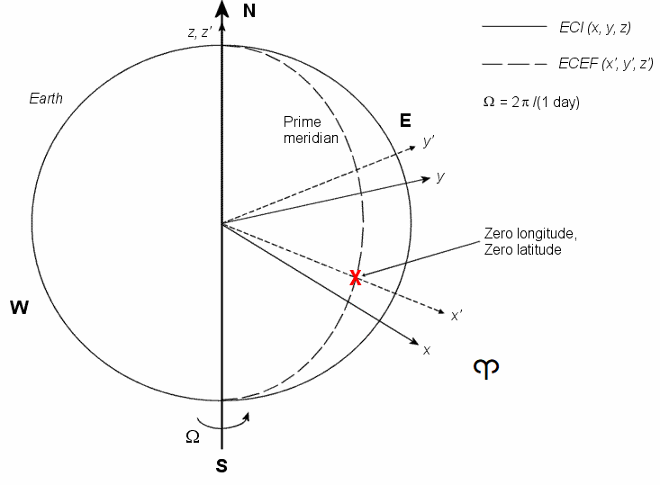 N
z, z'
ECI (x, y, z)
ECEF (x', y', z')
Ω = 2π /(1 day)
Earth
Prime
meridian
E
y'
y
Zero longitude,
Zero latitude
X
W
x'
x
♈
Ω
S